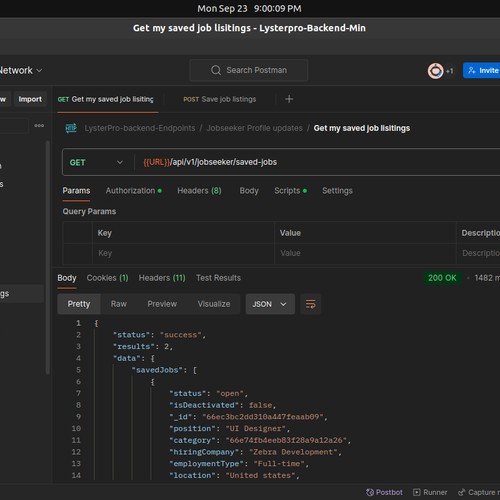 Mon Sep 23 9:00:09 PM
Get my saved job lisitings - Lysterpro-Backend-Min
Network
Search Postman
+1
Invite
Import
GET Get my saved job lisiting
POST Save job listings
LysterPro-backend-Endpoints / Jobseeker Profile updates / Get my saved job lisitings
GET
{{URL}}/api/v1/jobseeker/saved-jobs
Params
Authorization
Headers (8)
Body
Scripts
Settings
Query Params
Key
Value
Descriptio
Key
Value
Descriptio
gs
Body
Cookies (1)
Headers (11)
Test Results
200 OK
1482 m
Pretty
Raw
Preview
Visualize
JSON
1 {
2 "status": "success",
3 "results": 2,
4 "data": {
5 "savedJobs": [
6 {
7 "status": "open",
8 "isDeactivated": false,
9 "_id": "66ec3bc2dd310a447feaab09",
10 "position": "UI Designer",
11 "category": "66e74fb4eeb83f28a9a12a26",
12 "hiringCompany": "Zebra Development",
13 "employmentType": "Full-time",
14 "location": "United states",
Postbot
Runner
Capture r